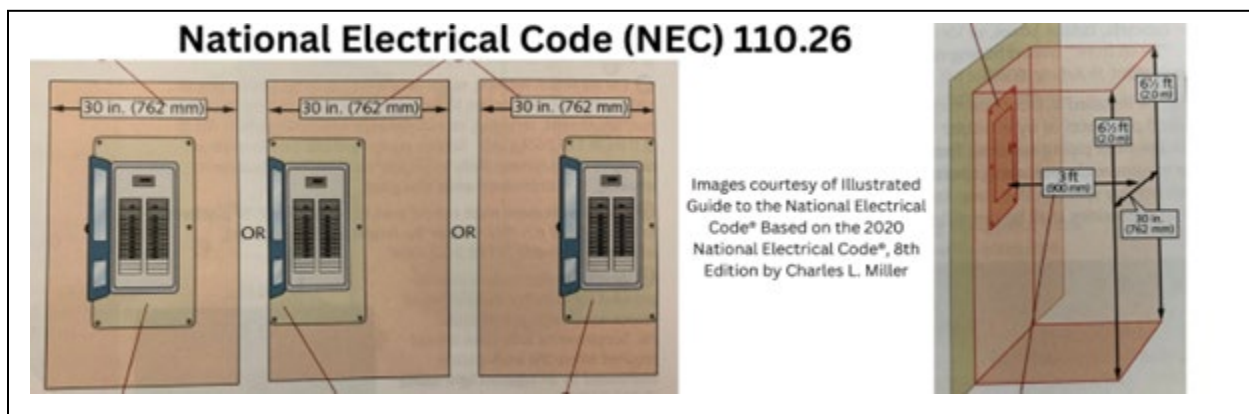 National Electrical Code (NEC) 110.26
30 in. (762 mm)
30 in. (762 mm)
30 in. (762 mm)
OR
OR
Images courtesy of Illustrated
Guide to the National Electrical
Code® Based on the 2020
National Electrical Code®, 8th
Edition by Charles L. Miller
6½ ft
(2.0 m)
6½ ft
(2.0 m)
3 ft
(900 mm)
30 in.
(762 mm)